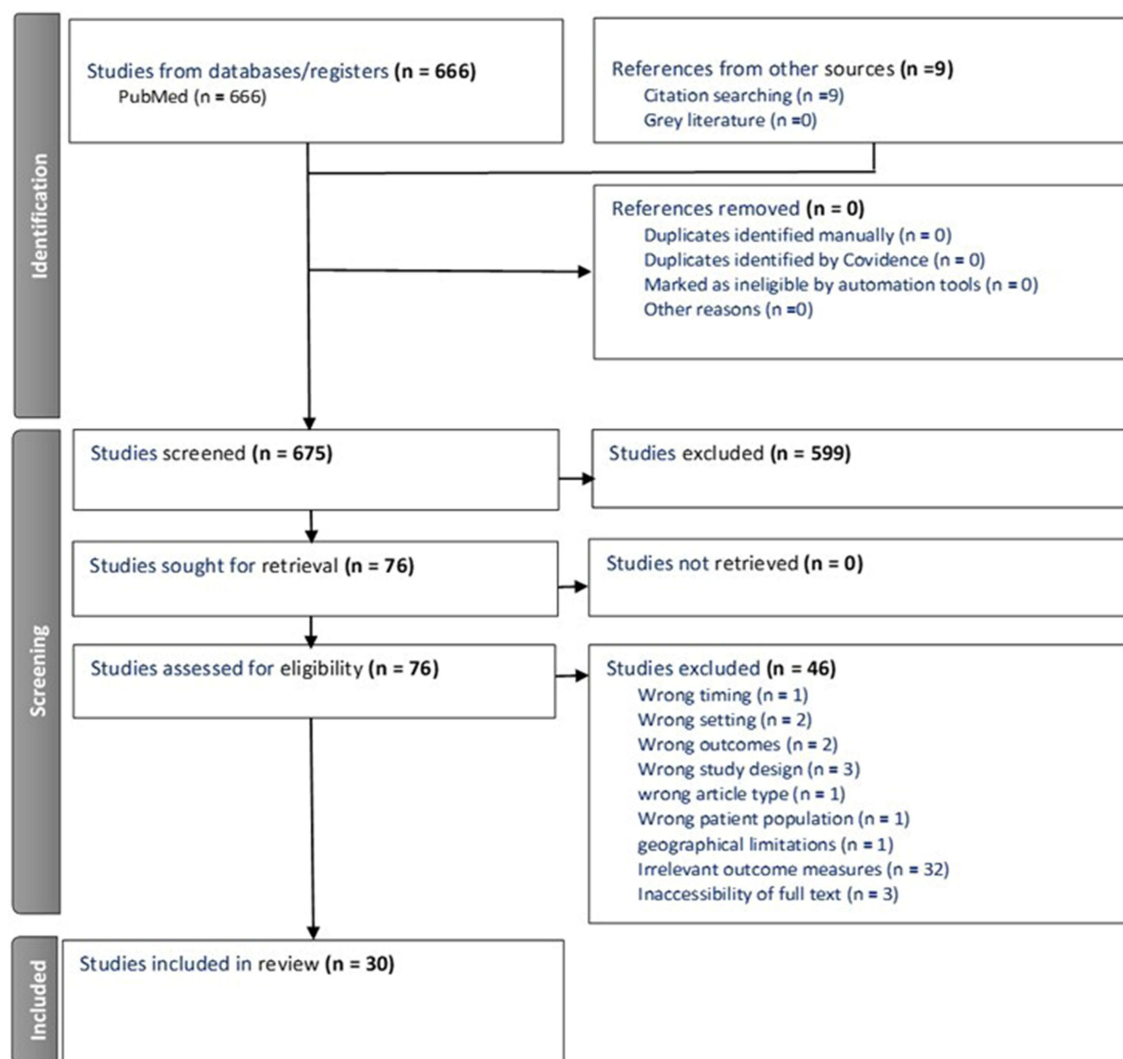 Identification
Studies from databases/registers (n = 666)
PubMed (n = 666)
References from other sources (n =9)
Citation searching (n =9)
Grey literature (n =0)
References removed (n = 0)
Duplicates identified manually (n = 0)
Duplicates identified by Covidence (n = 0)
Marked as ineligible by automation tools (n = 0)
Other reasons (n =0)
Screening
Studies screened (n = 675)
Studies excluded (n = 599)
Studies sought for retrieval (n = 76)
Studies not retrieved (n = 0)
Studies assessed for eligibility (n = 76)
Studies excluded (n = 46)
Wrong timing (n = 1)
Wrong setting (n = 2)
Wrong outcomes (n = 2)
Wrong study design (n = 3)
wrong article type (n = 1)
Wrong patient population (n = 1)
geographical limitations (n = 1)
Irrelevant outcome measures (n = 32)
Inaccessibility of full text (n = 3)
Included
Studies included in review (n = 30)